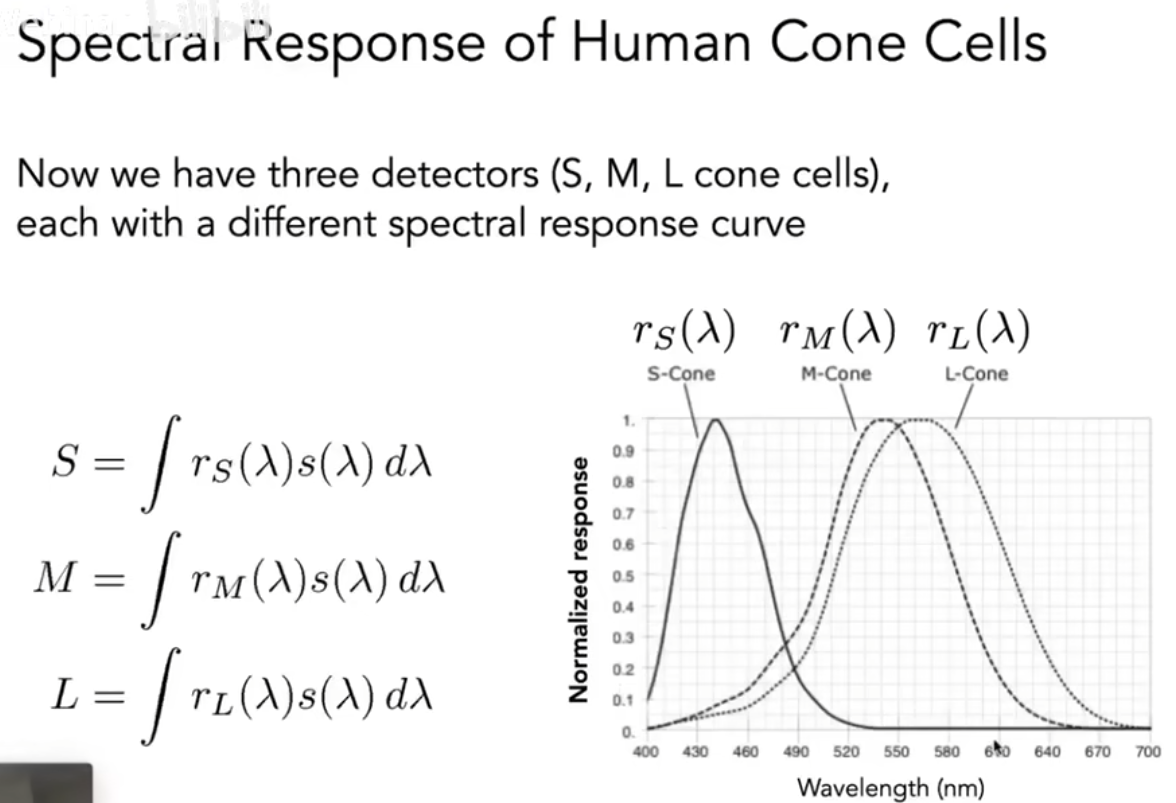 Spectral Response of Human Cone Cells
Now we have three detectors (S, M, L cone cells),
each with a different spectral response curve
S = ∫ r_S(λ)s(λ) dλ
M = ∫ r_M(λ)s(λ) dλ
L = ∫ r_L(λ)s(λ) dλ
r_S(λ) r_M(λ) r_L(λ)
S-Cone M-Cone L-Cone
Normalized response
1.
0.9
0.8
0.7
0.6
0.5
0.4
0.3
0.2
0.1
0.
400 430 460 490 520 550 580 610 640 670 700
Wavelength (nm)
bilibili